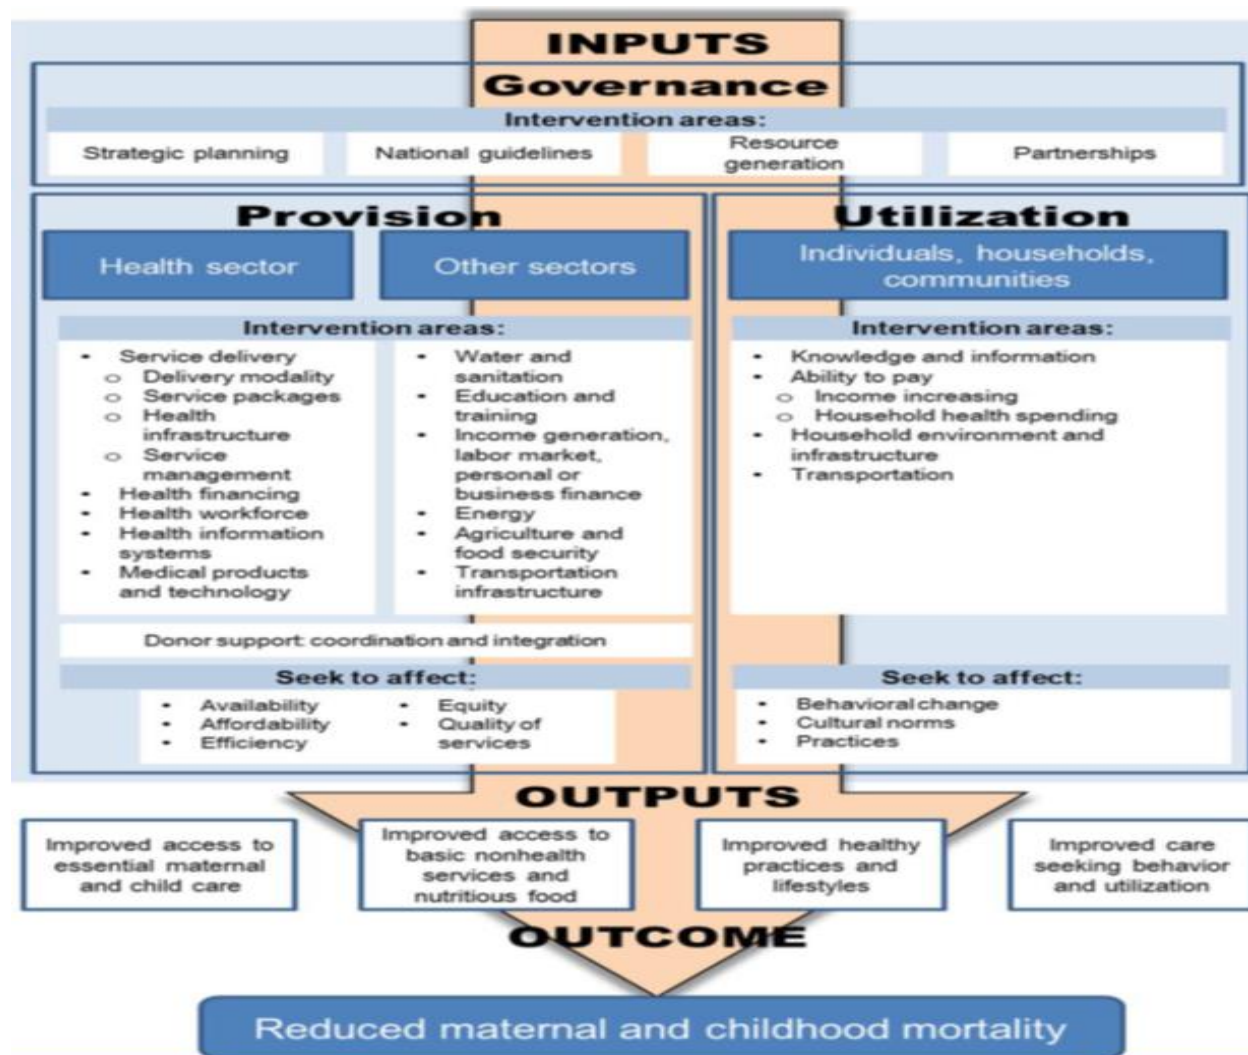 INPUTS
Governance
Intervention areas:
Strategic planning
National guidelines
Resource
generation
Partnerships
Provision
Health sector
Other sectors
Intervention areas:
• Service delivery
o Delivery modality
o Service packages
o Health
infrastructure
o Service
management
• Health financing
• Health workforce
• Health information
systems
• Medical products
and technology
• Water and
sanitation
• Education and
training
• Income generation,
labor market,
personal or
business finance
• Energy
• Agriculture and
food security
• Transportation
infrastructure
Donor support: coordination and integration
Seek to affect:
• Availability
• Affordability
• Efficiency
• Equity
• Quality of
services
Utilization
Individuals, households,
communities
Intervention areas:
• Knowledge and information
• Ability to pay
o Income increasing
o Household health spending
• Household environment and
infrastructure
• Transportation
Seek to affect:
• Behavioral change
• Cultural norms
• Practices
OUTPUTS
Improved access to
essential maternal
and child care
Improved access to
basic nonhealth
services and
nutritious food
Improved healthy
practices and
lifestyles
Improved care
seeking behavior
and utilization
OUTCOME
Reduced maternal and childhood mortality